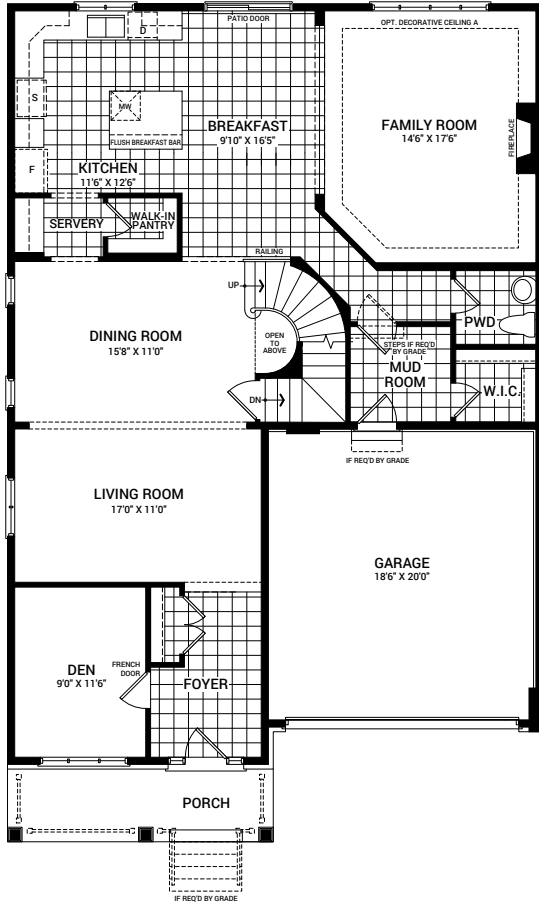 PATIO DOOR
OPT. DECORATIVE CEILING A
D
S
MW
BREAKFAST
9'10" X 16'5"
FAMILY ROOM
14'6" X 17'6"
FIREPLACE
FLUSH BREAKFAST BAR
F
KITCHEN
11'6" X 12'6"
SERVERY
WALK-IN
PANTRY
RAILING
UP
PWD
DINING ROOM
15'8" X 11'0"
OPEN
TO
ABOVE
STEPS IF REQ'D
BY GRADE
MUD
ROOM
W.I.C.
DN
IF REQ'D BY GRADE
LIVING ROOM
17'0" X 11'0"
GARAGE
18'6" X 20'0"
DEN
9'0" X 11'6"
FRENCH
DOOR
FOYER
PORCH
IF REQ'D BY GRADE